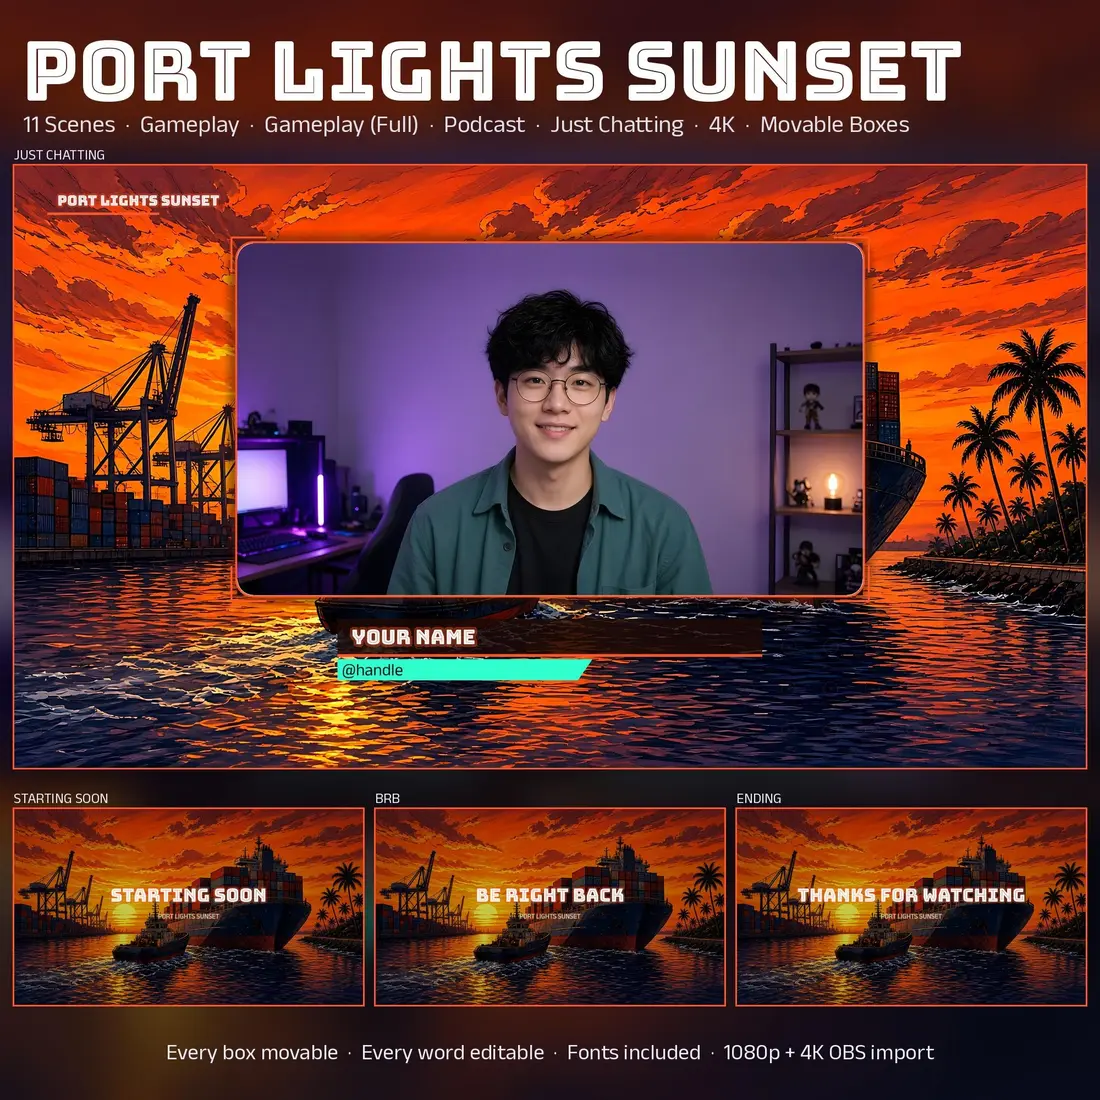 PORT LIGHTS SUNSET
11 Scenes · Gameplay · Gameplay (Full) · Podcast · Just Chatting · 4K · Movable Boxes
JUST CHATTING
PORT LIGHTS SUNSET
YOUR NAME
@handle
STARTING SOON
BRB
ENDING
STARTING SOON
PORT LIGHTS SUNSET
BE RIGHT BACK
PORT LIGHTS SUNSET
THANKS FOR WATCHING
PORT LIGHTS SUNSET
Every box movable · Every word editable · Fonts included · 1080p + 4K OBS import